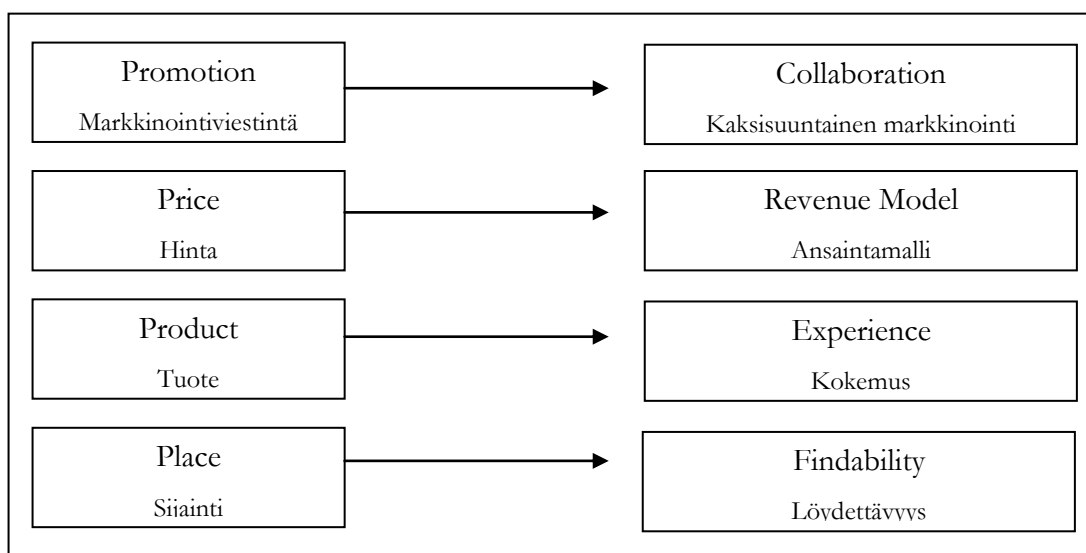 Promotion
Markkinointiviestintä
Collaboration
Kaksisuuntainen markkinointi
Price
Hinta
Revenue Model
Ansaintamalli
Product
Tuote
Experience
Kokemus
Place
Sijainti
Findability
Löydettävyys